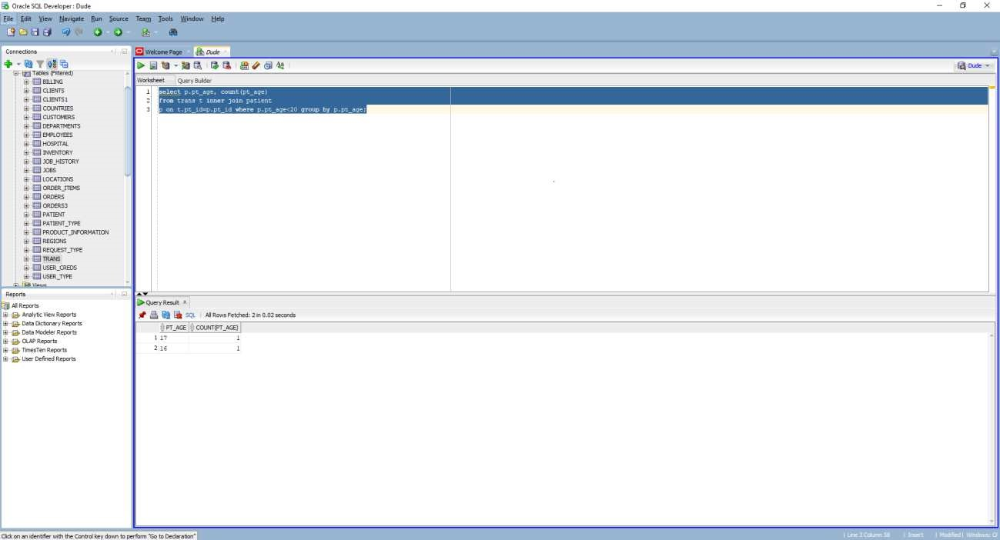 Oracle SQL Developer : Dude
File Edit View Navigate Run Source Team Tools Window Help
Connections
Tables (Filtered)
BILLING
CLIENTS
CLIENTS1
COUNTRIES
CUSTOMERS
DEPARTMENTS
EMPLOYEES
HOSPITAL
INVENTORY
JOB_HISTORY
JOBS
LOCATIONS
ORDER_ITEMS
ORDERS
ORDERS3
PATIENT
PATIENT_TYPE
PRODUCT_INFORMATION
REGIONS
REQUEST_TYPE
TRANS
USER_CREDS
USER_TYPE
Views
Reports
All Reports
Analytic View Reports
Data Dictionary Reports
Data Modeler Reports
OLAP Reports
TimesTen Reports
User Defined Reports
Welcome Page Dude
Dude
Worksheet Query Builder
1 select p.pt_age, count(pt_age)
2 from trans t inner join patient
3 p on t.pt_id=p.pt_id where p.pt_age<20 group by p.pt_age;
Query Result
SQL | All Rows Fetched: 2 in 0.02 seconds
PT_AGE COUNT(PT_AGE)
1 17 1
2 16 1
Click on an identifier with the Control key down to perform "Go to Declaration"
| Line 3 Column 58 | Insert | Modified | Windows: C